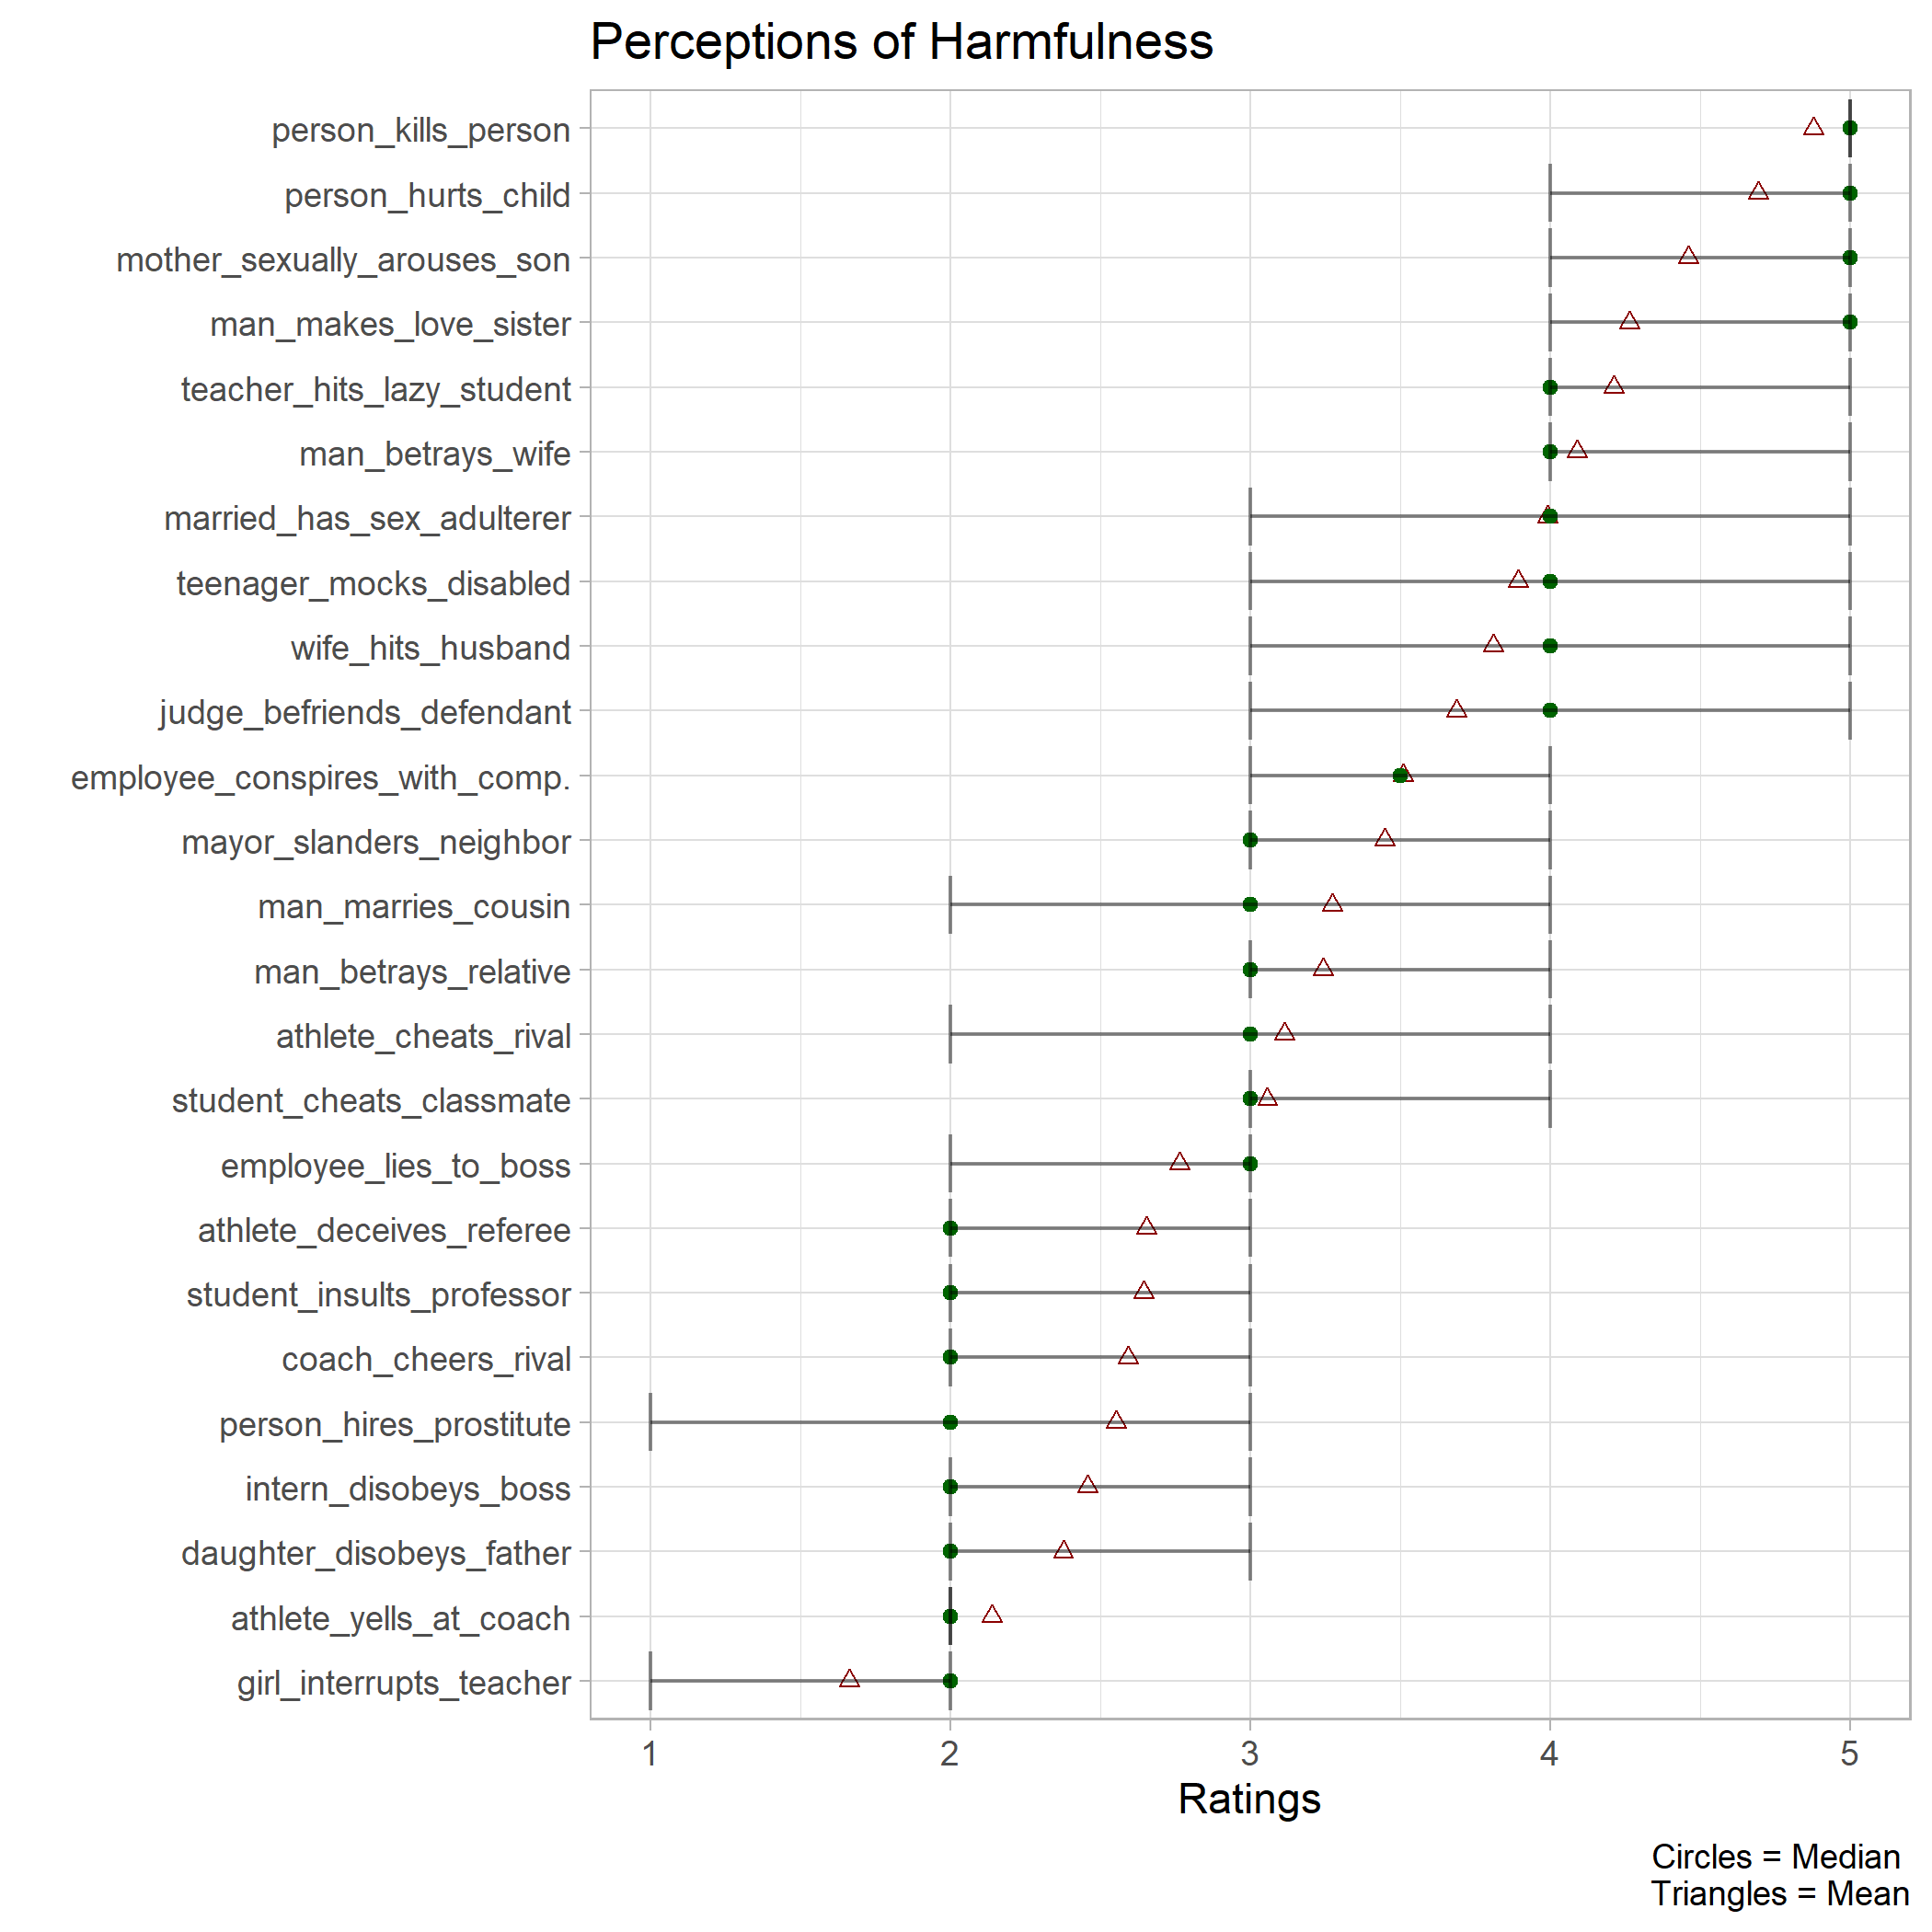 Perceptions of Harmfulness
person_kills_person
person_hurts_child
mother_sexually_arouses_son
man_makes_love_sister
teacher_hits_lazy_student
man_betrays_wife
married_has_sex_adulterer
teenager_mocks_disabled
wife_hits_husband
judge_befriends_defendant
employee_conspires_with_comp.
mayor_slanders_neighbor
man_marries_cousin
man_betrays_relative
athlete_cheats_rival
student_cheats_classmate
employee_lies_to_boss
athlete_deceives_referee
student_insults_professor
coach_cheers_rival
person_hires_prostitute
intern_disobeys_boss
daughter_disobeys_father
athlete_yells_at_coach
girl_interrupts_teacher
1 2 3 4 5
Ratings
Circles = Median
Triangles = Mean